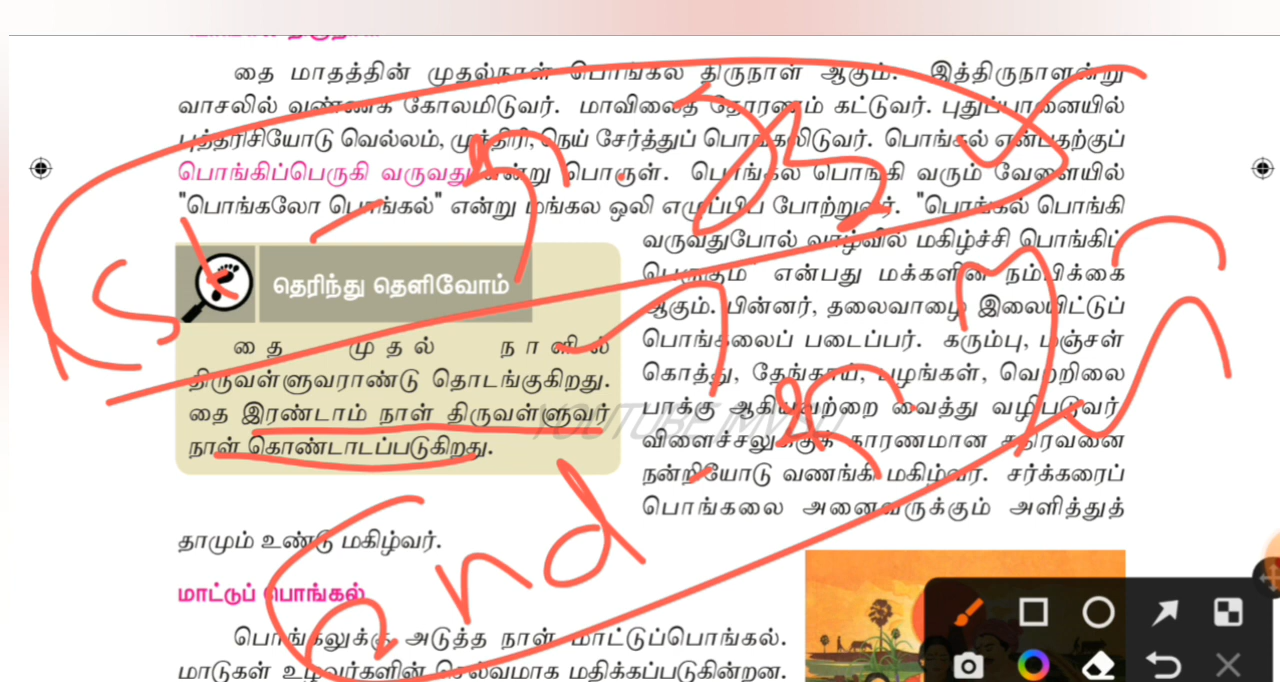 தை மாதத்தின் முதல்நாள் பொங்கல் திருநாள் ஆகும். இத்திருநாளன்று
வாசலில் வண்ணக் கோலமிடுவர். மாவிலைத் தோரணம் கட்டுவர். புதுப்பானையில்
புத்தரிசியோடு வெல்லம், முந்திரி, நெய் சேர்த்துப் பொங்கலிடுவர். பொங்கல் என்பதற்குப்
பொங்கிப்பெருகி வருவது என்று பொருள். பொங்கல் பொங்கி வரும் வேளையில்
"பொங்கலோ பொங்கல்" என்று மங்கல ஒலி எழுப்பிப் போற்றுவர். "பொங்கல் பொங்கி
வருவதுபோல் வாழ்வில் மகிழ்ச்சி பொங்கிப்
பெருகும்" என்பது மக்களின் நம்பிக்கை
ஆகும். பின்னர், தலைவாழை இலையிட்டுப்
பொங்கலைப் படைப்பர். கரும்பு, மஞ்சள்
கொத்து, தேங்காய், பழங்கள், வெற்றிலை
பாக்கு ஆகியவற்றை வைத்து வழிபடுவர்.
விளைச்சலுக்குக் காரணமான கதிரவனை
நன்றியோடு வணங்கி மகிழ்வர். சர்க்கரைப்
பொங்கலை அனைவருக்கும் அளித்துத்
தெரிந்து தெளிவோம்
தை முதல் நாளில்
திருவள்ளுவராண்டு தொடங்குகிறது.
தை இரண்டாம் நாள் திருவள்ளுவர்
நாள் கொண்டாடப்படுகிறது.
தாமும் உண்டு மகிழ்வர்.
மாட்டுப் பொங்கல்
பொங்கலுக்கு அடுத்த நாள் மாட்டுப்பொங்கல்.
மாடுகள் உழவர்களின் செல்வமாக மதிக்கப்படுகின்றன.